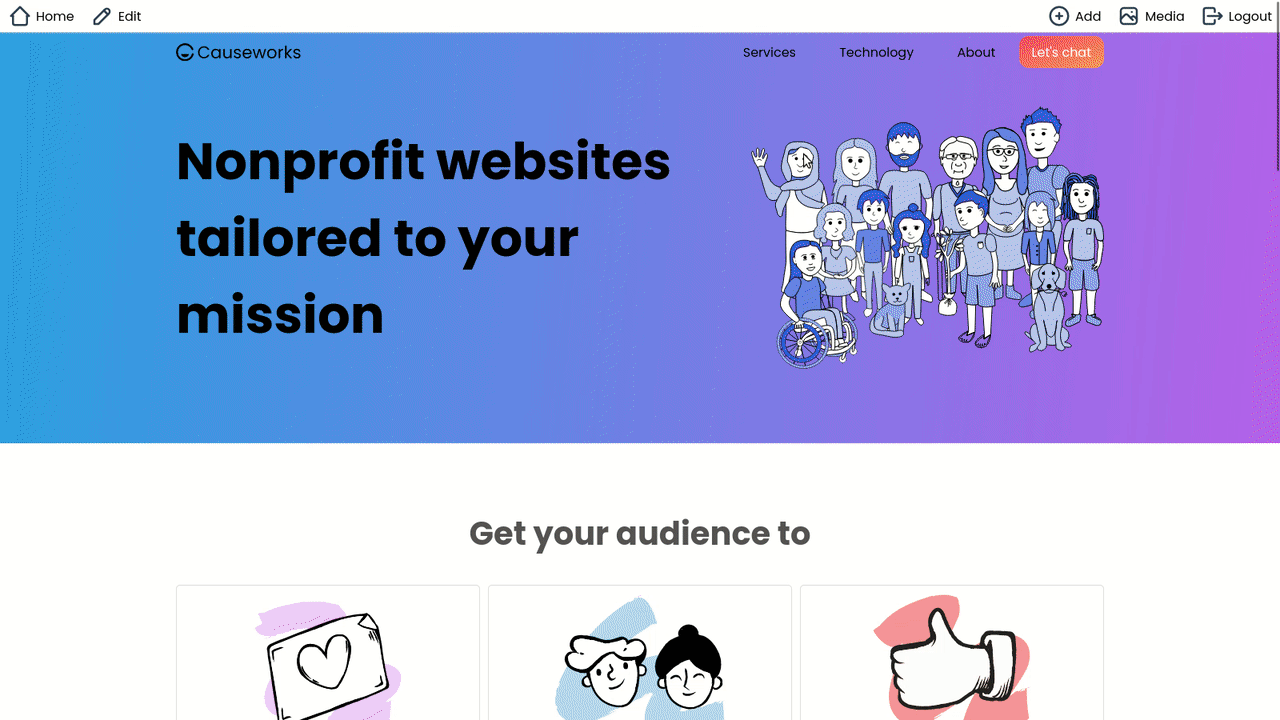 Home Edit Add Media Logout
Causeworks Services Technology About Let's chat
Nonprofit websites
tailored to your
mission
Get your audience to